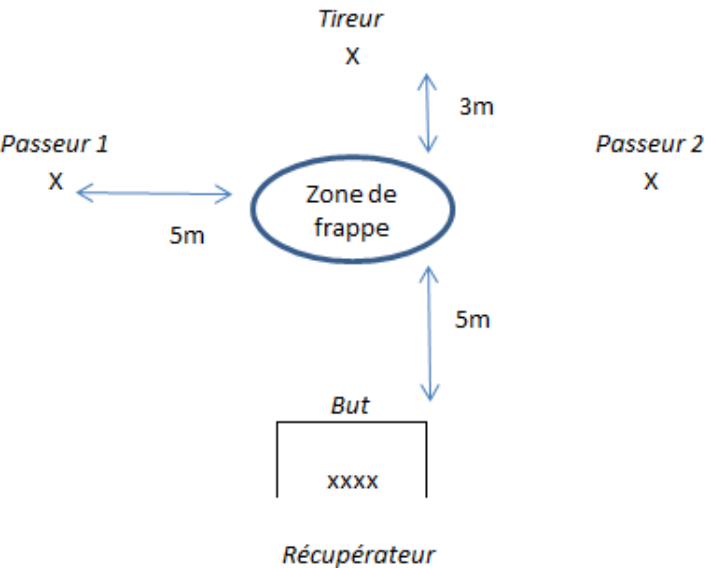 Tireur
X
3m
Passeur 1
X
Passeur 2
X
Zone de
frappe
5m
5m
But
xxxx
Récupérateur